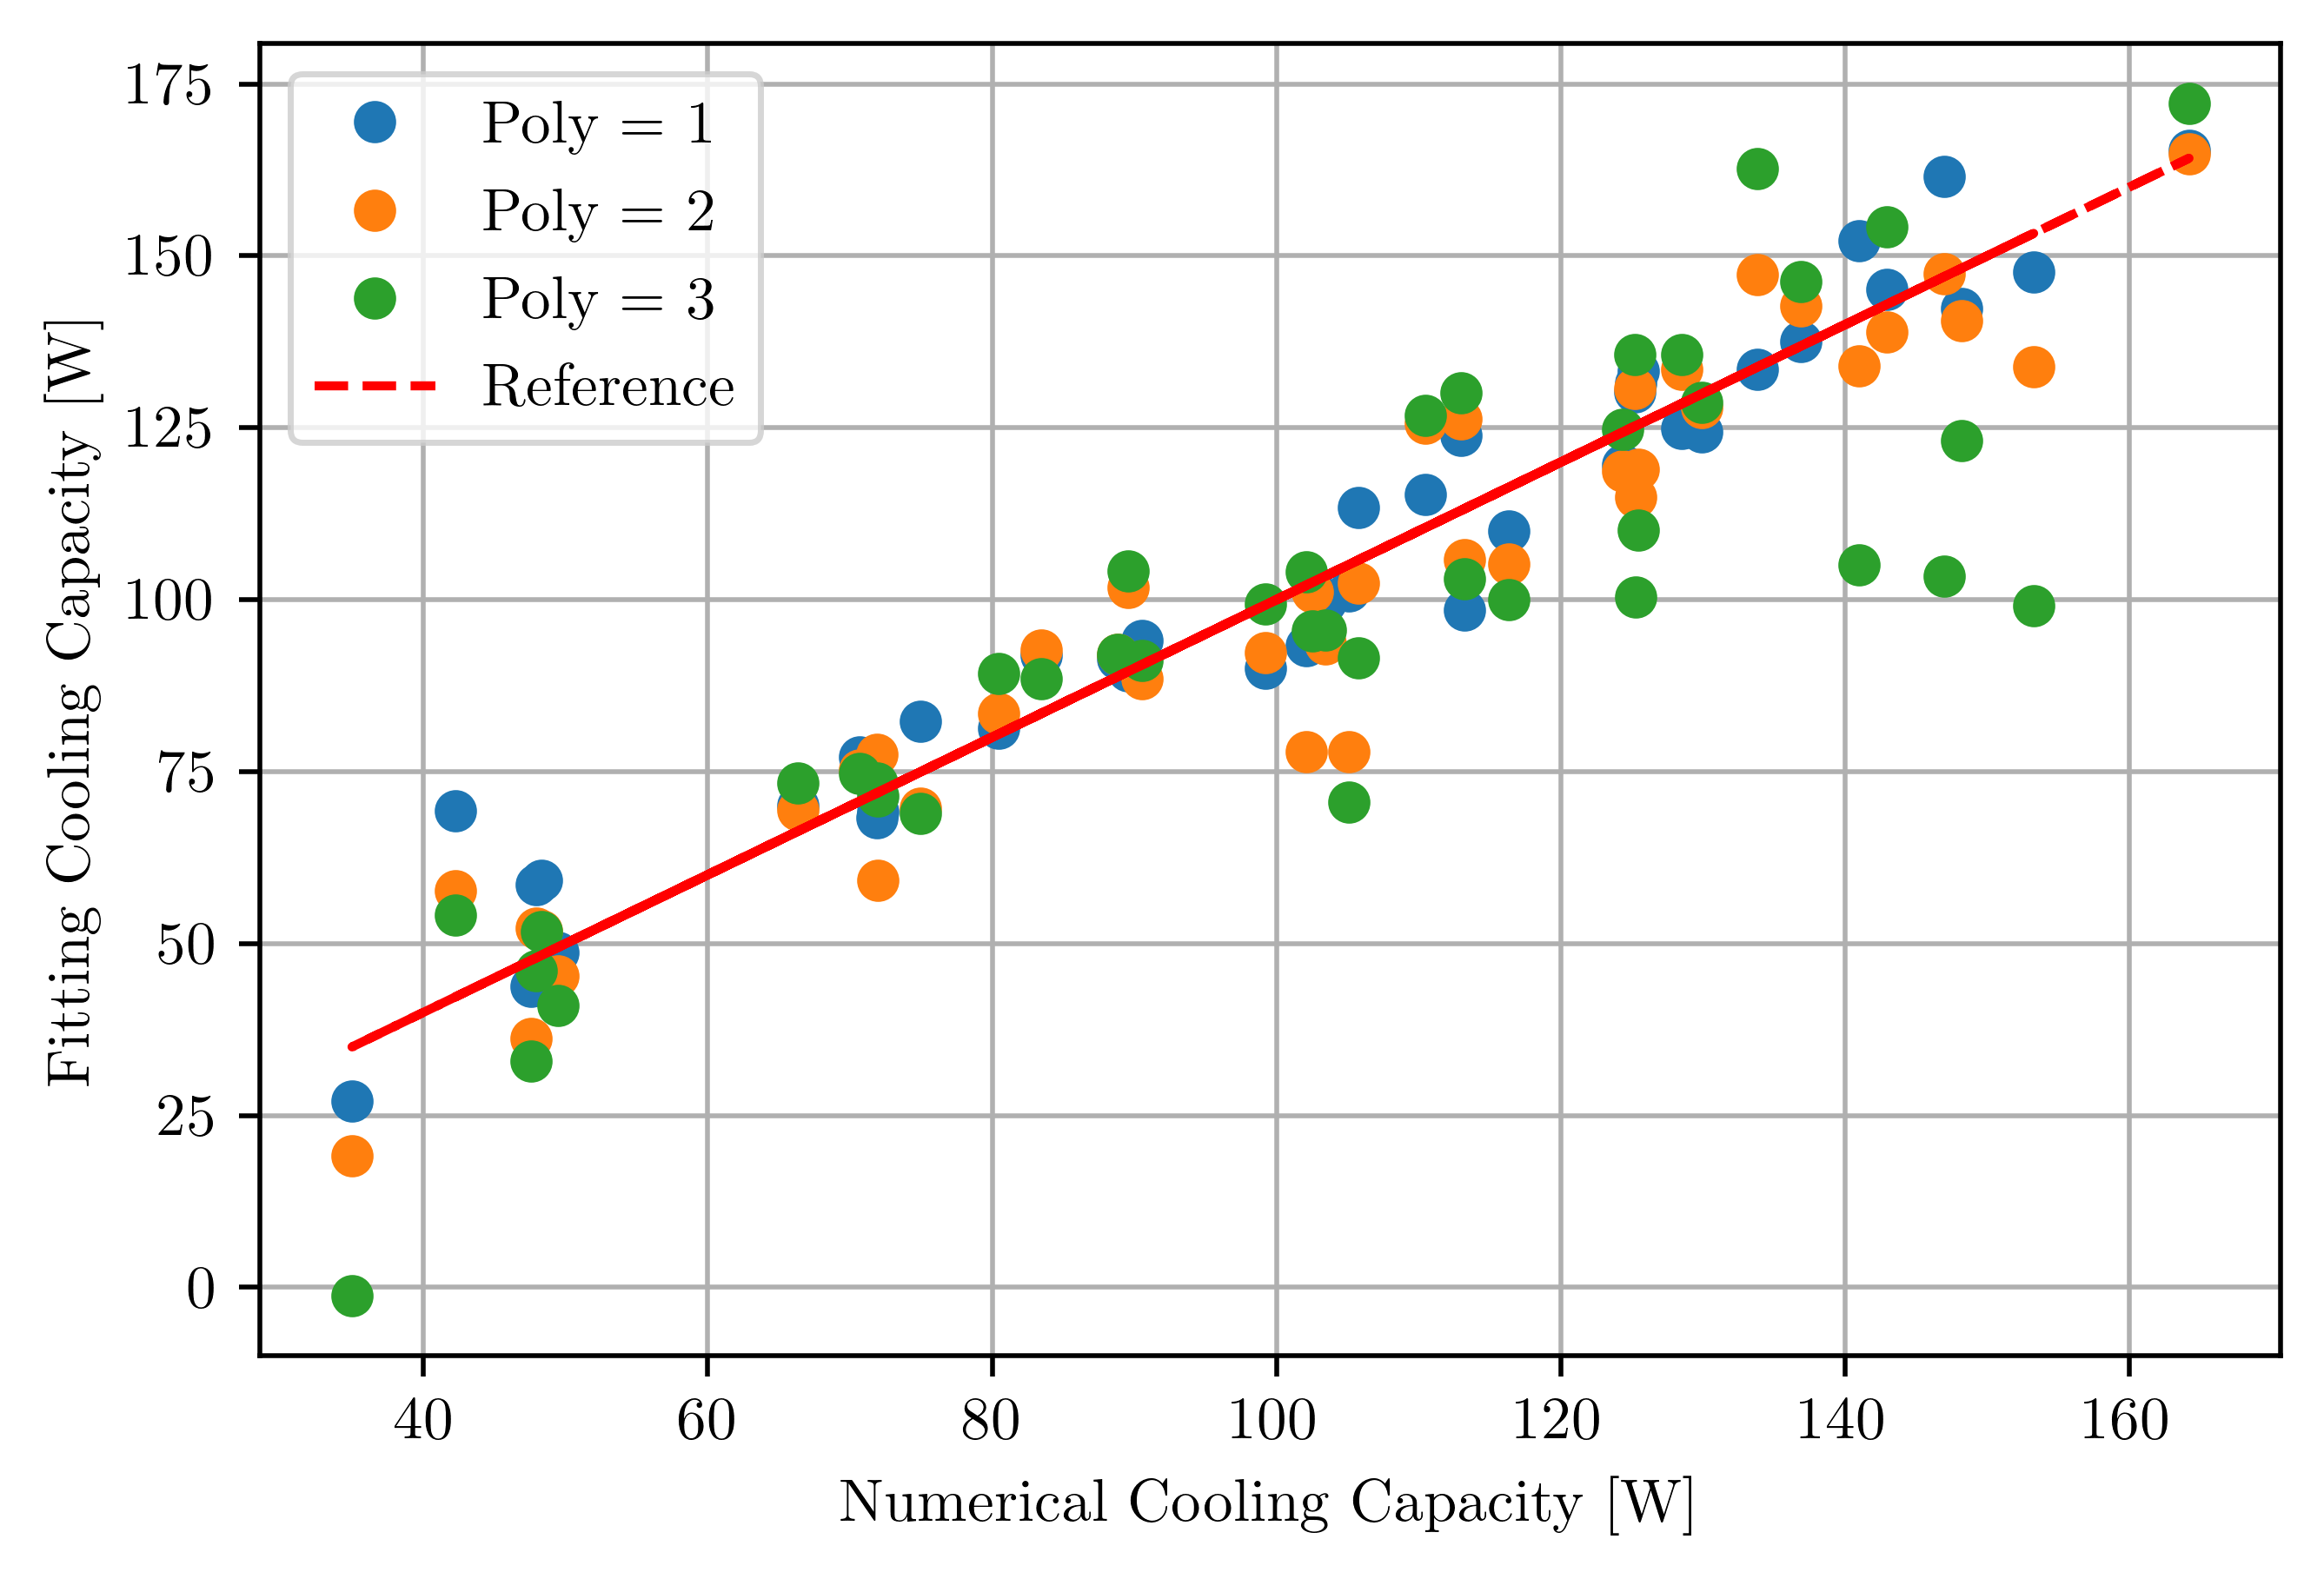 Poly = 1
Poly = 2
Poly = 3
Reference
Fitting Cooling Capacity [W]
175
150
125
100
75
50
25
0
40 60 80 100 120 140 160
Numerical Cooling Capacity [W]